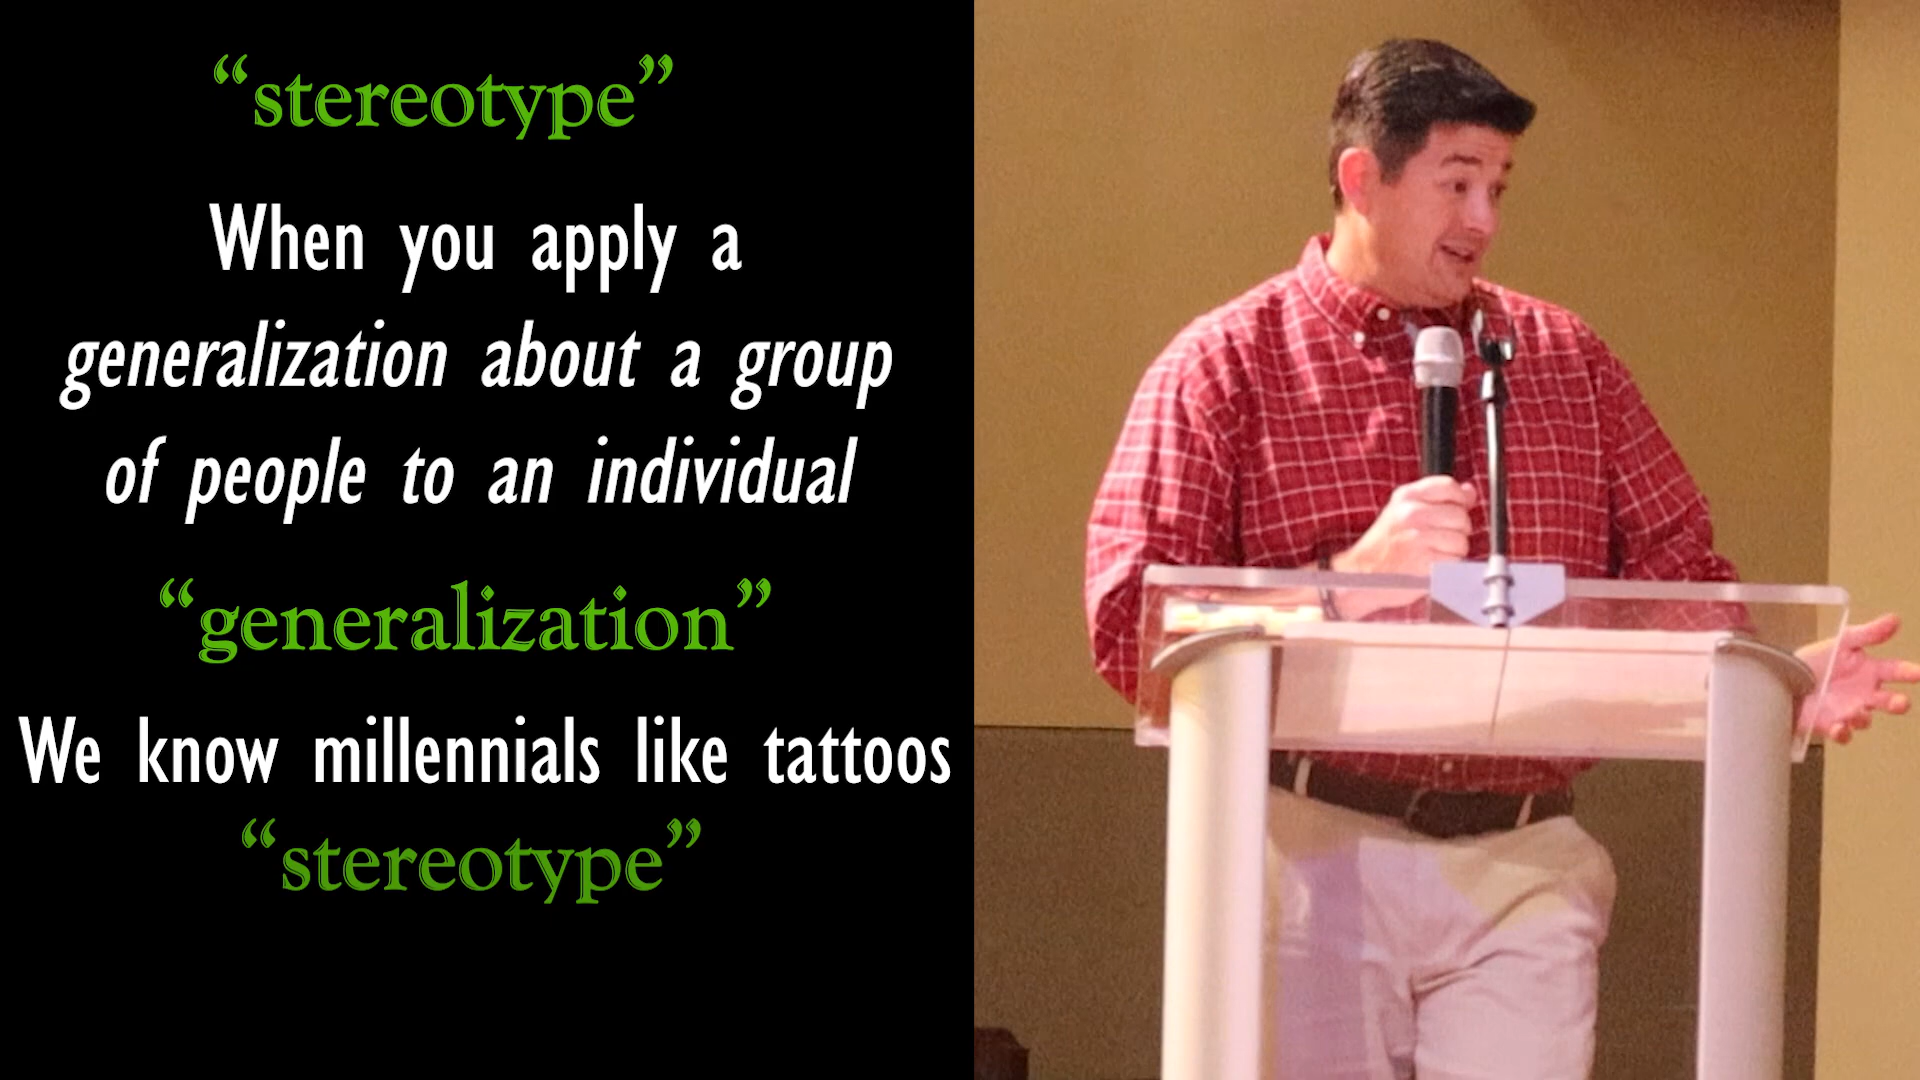 “stereotype”
When you apply a
generalization about a group
of people to an individual
“generalization”
We know millennials like tattoos
“stereotype”